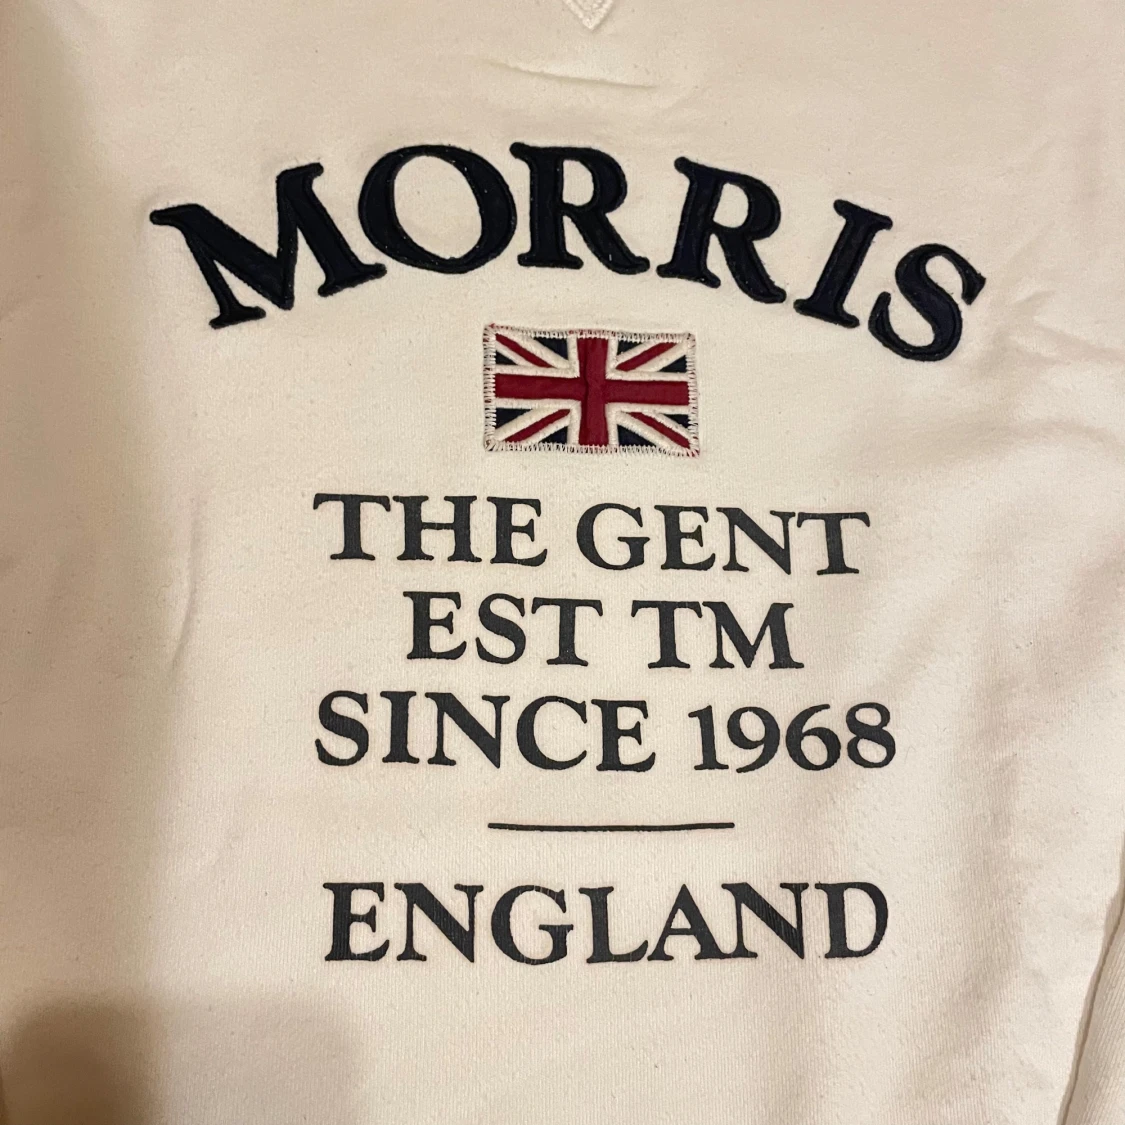 MORRIS
THE GENT
EST TM
SINCE 1968
ENGLAND